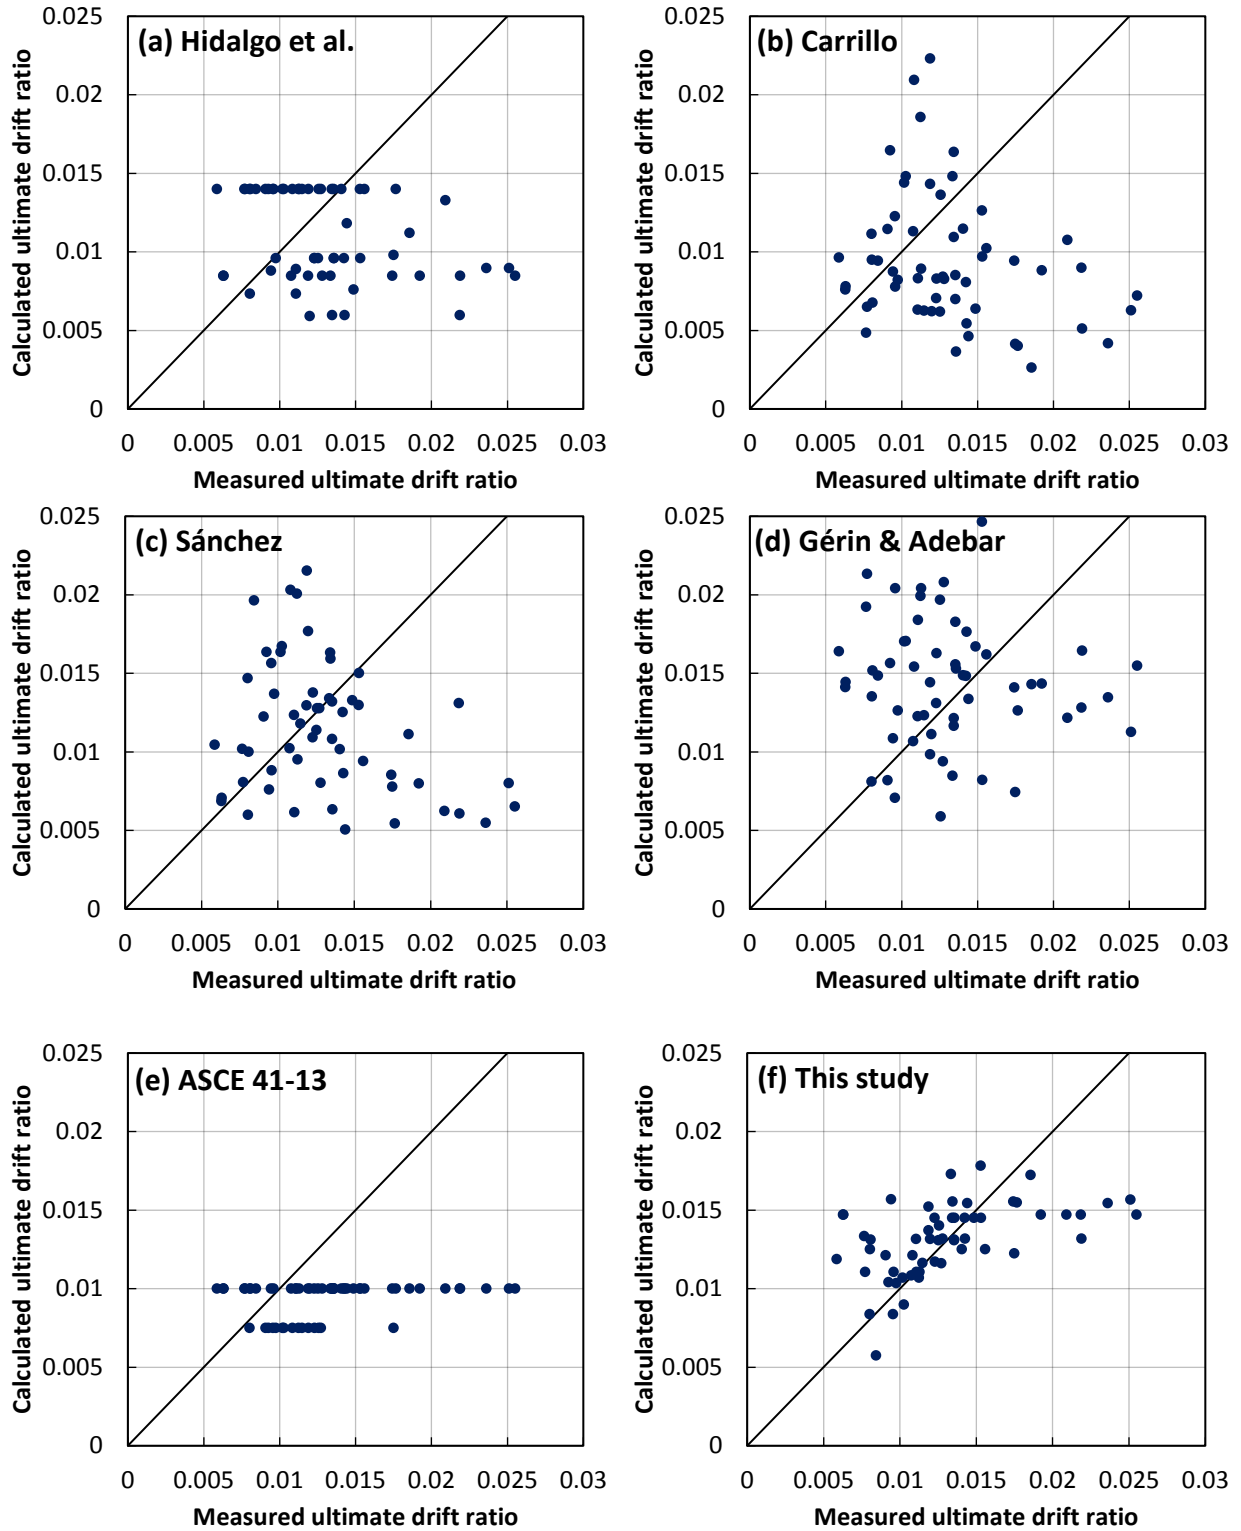 (a) Hidalgo et al.
Calculated ultimate drift ratio
0.025
0.02
0.015
0.01
0.005
0
0 0.005 0.01 0.015 0.02 0.025 0.03
Measured ultimate drift ratio
(b) Carrillo
Calculated ultimate drift ratio
0.025
0.02
0.015
0.01
0.005
0
0 0.005 0.01 0.015 0.02 0.025 0.03
Measured ultimate drift ratio
(c) Sánchez
Calculated ultimate drift ratio
0.025
0.02
0.015
0.01
0.005
0
0 0.005 0.01 0.015 0.02 0.025 0.03
Measured ultimate drift ratio
(d) Gérin & Adebar
Calculated ultimate drift ratio
0.025
0.02
0.015
0.01
0.005
0
0 0.005 0.01 0.015 0.02 0.025 0.03
Measured ultimate drift ratio
(e) ASCE 41-13
Calculated ultimate drift ratio
0.025
0.02
0.015
0.01
0.005
0
0 0.005 0.01 0.015 0.02 0.025 0.03
Measured ultimate drift ratio
(f) This study
Calculated ultimate drift ratio
0.025
0.02
0.015
0.01
0.005
0
0 0.005 0.01 0.015 0.02 0.025 0.03
Measured ultimate drift ratio